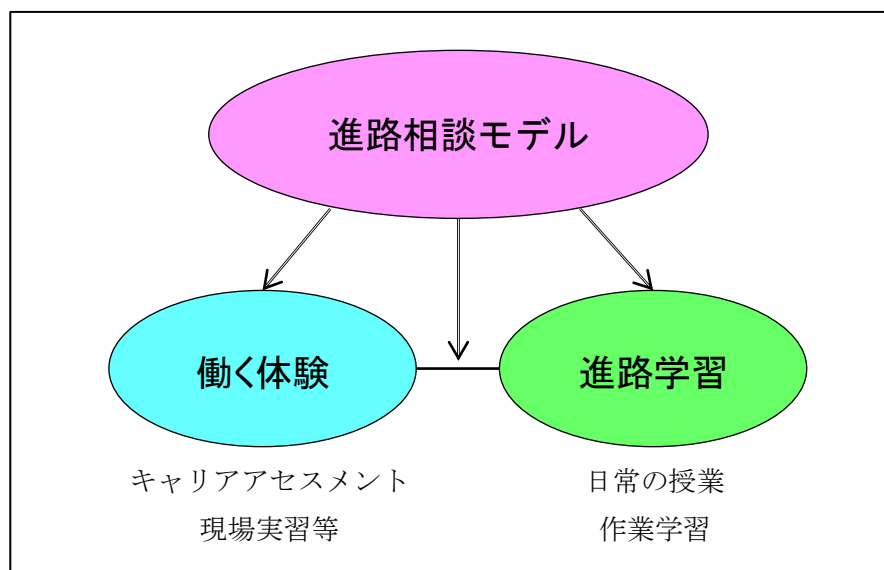 進路相談モデル
働く体験
進路学習
キャリアアセスメント
現場実習等
日常の授業
作業学習